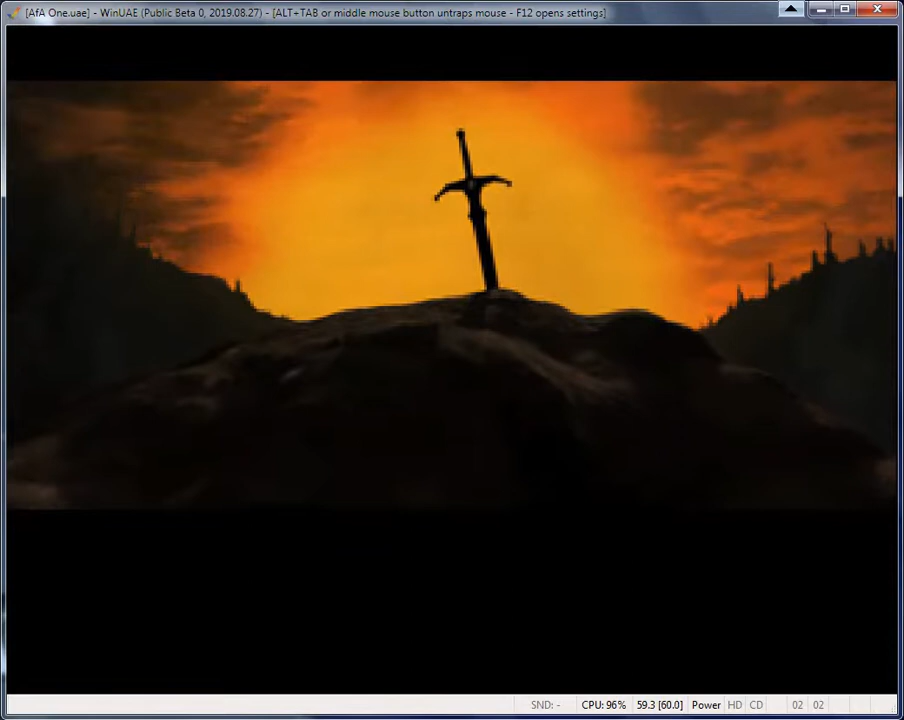 [AfA One.uae] - WinUAE (Public Beta 0, 2019.08.27) - [ALT+TAB or middle mouse button untraps mouse - F12 opens settings]
SND: - CPU: 96% 59.3 [60.0] Power HD CD 02 02